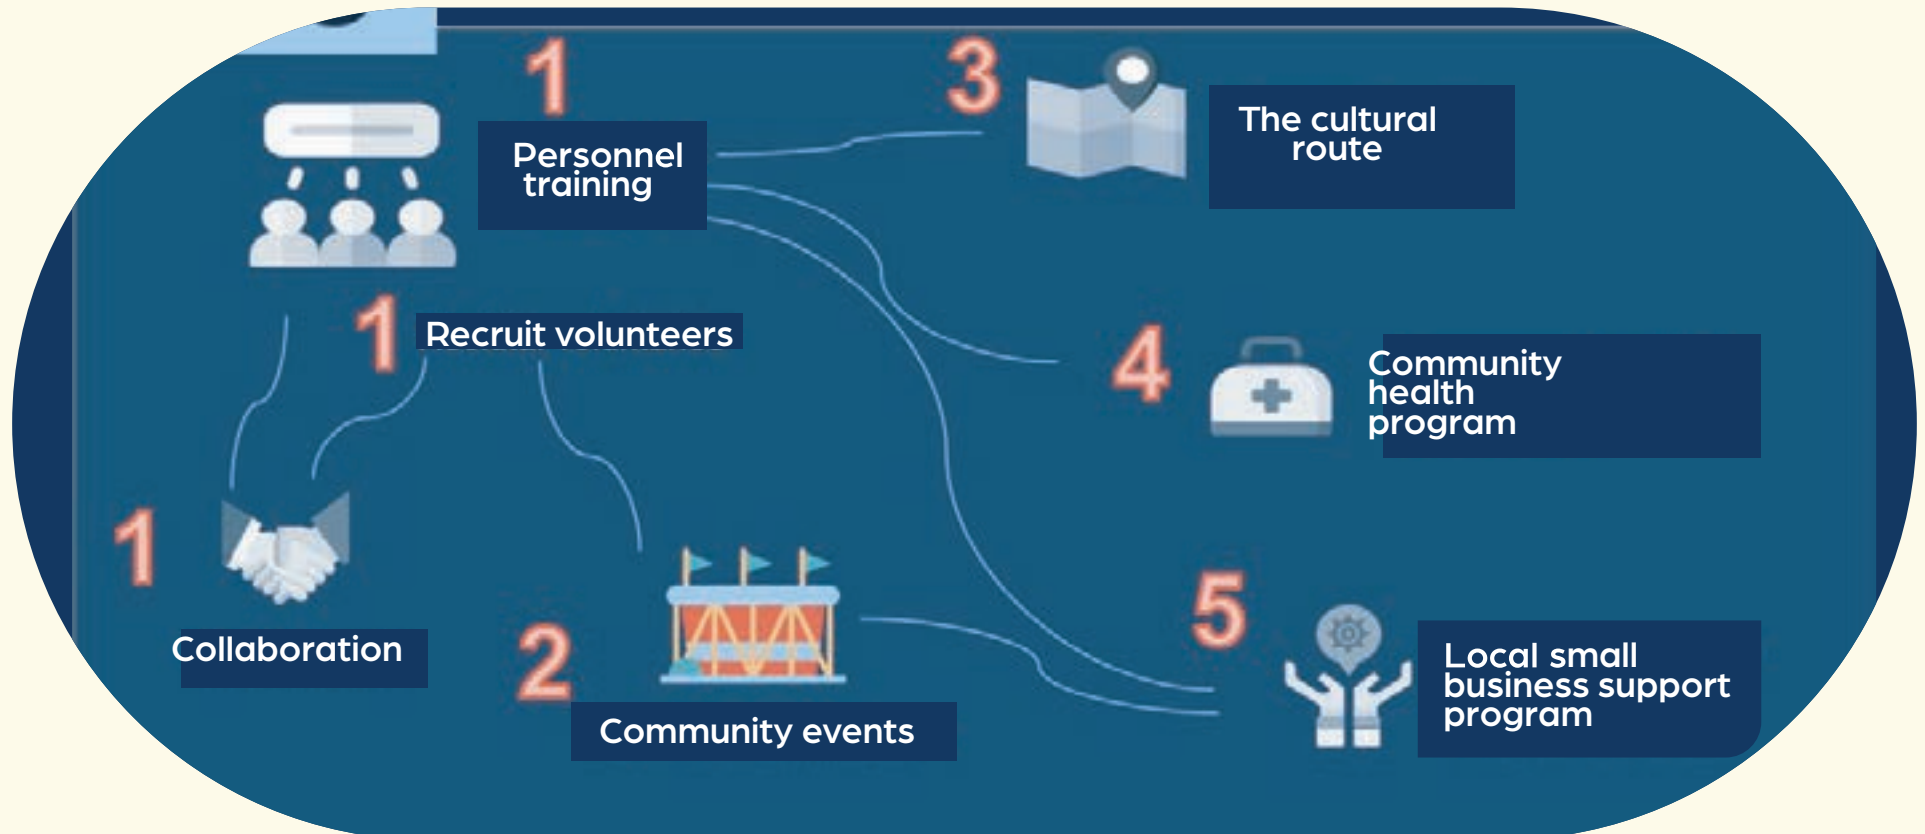 1
Personnel
training
3
The cultural
route
1
Recruit volunteers
4
Community
health
program
1
Collaboration
2
Community events
5
Local small
business support
program